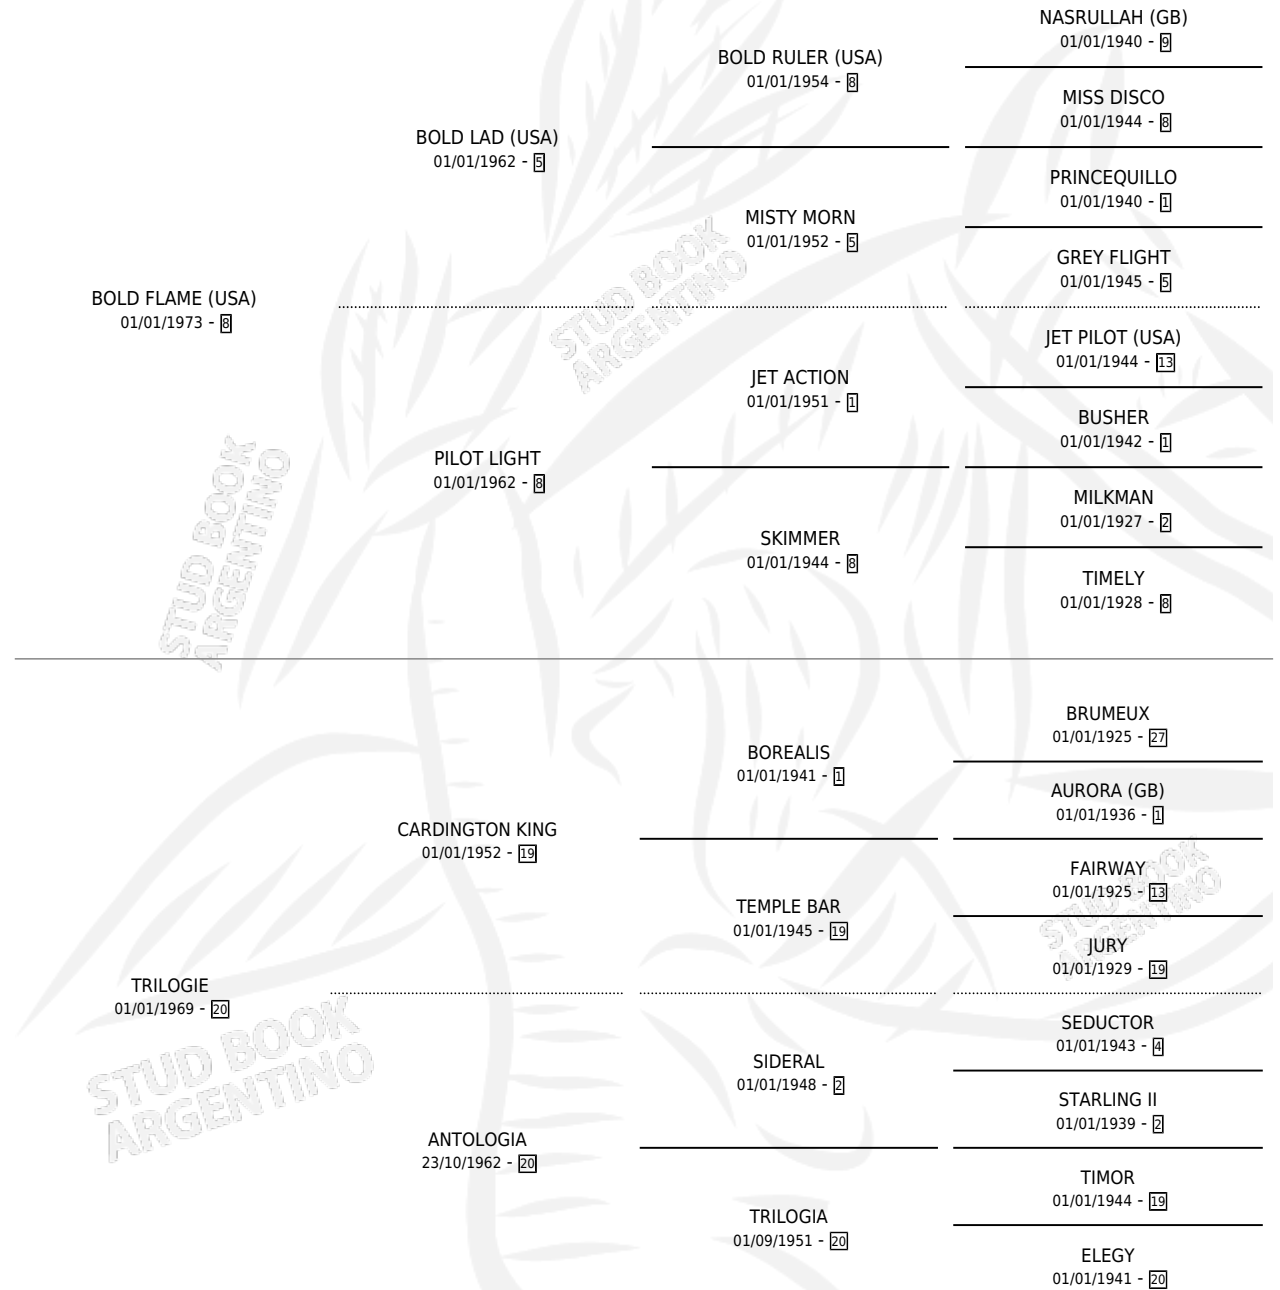 NASRULLAH (GB)
01/01/1940 - 9
BOLD RULER (USA)
01/01/1954 - 8
MISS DISCO
01/01/1944 - 8
BOLD LAD (USA)
01/01/1962 - 5
PRINCEQUILLO
01/01/1940 - 1
MISTY MORN
01/01/1952 - 5
GREY FLIGHT
01/01/1945 - 5
BOLD FLAME (USA)
01/01/1973 - 8
JET PILOT (USA)
01/01/1944 - 13
JET ACTION
01/01/1951 - 1
BUSHER
01/01/1942 - 1
PILOT LIGHT
01/01/1962 - 8
MILKMAN
01/01/1927 - 2
SKIMMER
01/01/1944 - 8
TIMELY
01/01/1928 - 8
BRUMEUX
01/01/1925 - 27
BOREALIS
01/01/1941 - 1
AURORA (GB)
01/01/1936 - 1
CARDINGTON KING
01/01/1952 - 19
FAIRWAY
01/01/1925 - 13
TEMPLE BAR
01/01/1945 - 19
JURY
01/01/1929 - 19
TRILOGIE
01/01/1969 - 20
SEDUCTOR
01/01/1943 - 4
SIDERAL
01/01/1948 - 2
STARLING II
01/01/1939 - 2
ANTOLOGIA
23/10/1962 - 20
TIMOR
01/01/1944 - 19
TRILOGIA
01/09/1951 - 20
ELEGY
01/01/1941 - 20
STUD BOOK
ARGENTINO
STUD BOOK
ARGENTINO
STUD BOOK
ARGENTINO
STUD BOOK
ARGENTINO